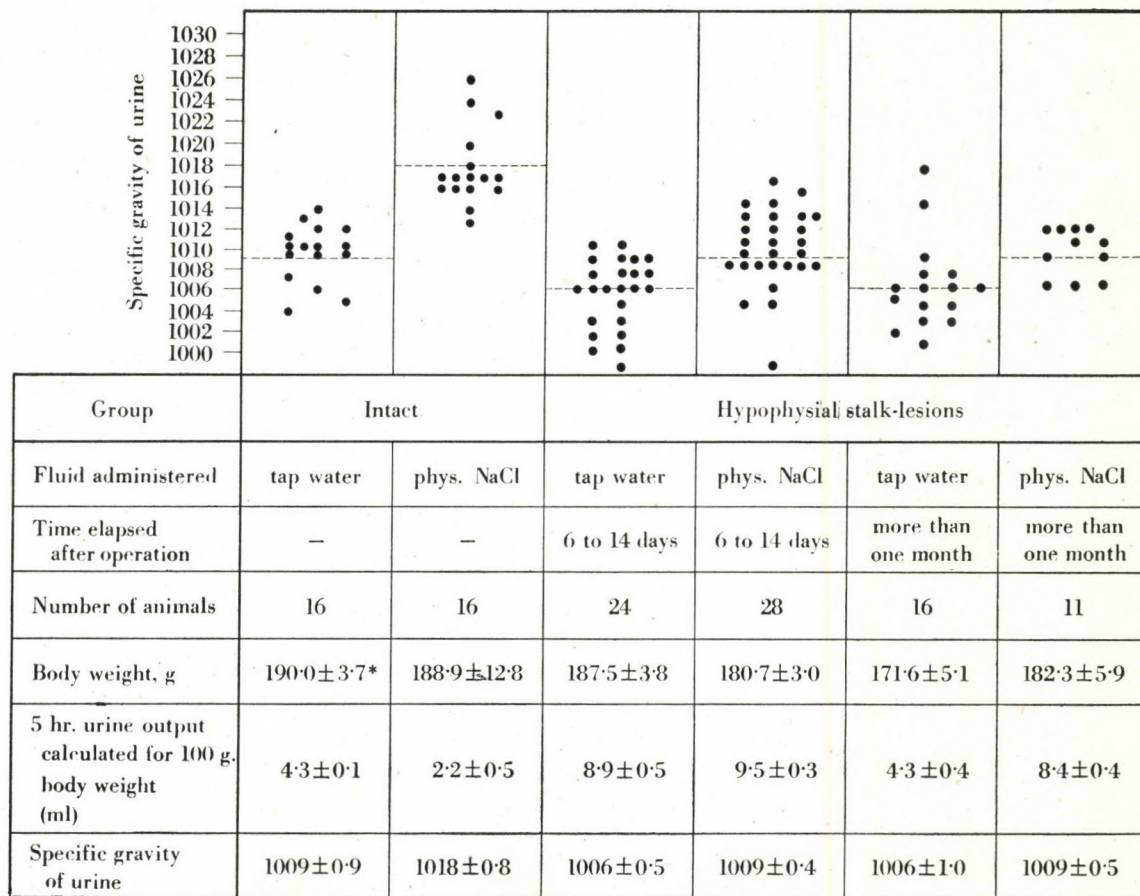 Specific gravity of urine
1030
1028
1026
1024
1022
1020
1018
1016
1014
1012
1010
1008
1006
1004
1002
1000
Group
Intact
Hypophysial stalk-lesions
Fluid administered
tap water
phys. NaCl
tap water
phys. NaCl
tap water
phys. NaCl
Time elapsed
after operation
–
–
6 to 14 days
6 to 14 days
more than
one month
more than
one month
Number of animals
16
16
24
28
16
11
Body weight, g
190·0±3·7*
188·9±12·8
187·5±3·8
180·7±3·0
171·6±5·1
182·3±5·9
5 hr. urine output
calculated for 100 g.
body weight
(ml)
4·3±0·1
2·2±0·5
8·9±0·5
9·5±0·3
4·3±0·4
8·4±0·4
Specific gravity
of urine
1009±0·9
1018±0·8
1006±0·5
1009±0·4
1006±1·0
1009±0·5